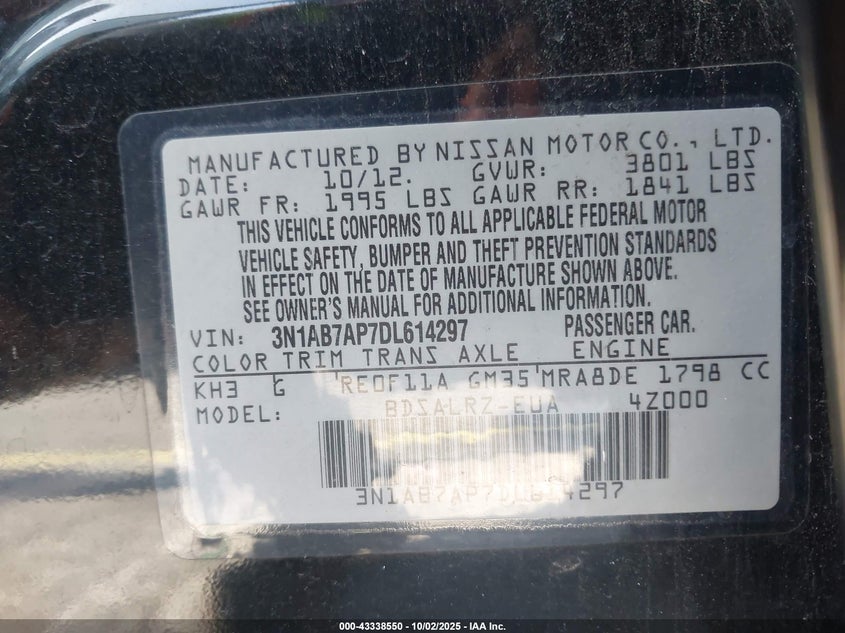 MANUFACTURED BY NISSAN MOTOR CO., LTD.
DATE: 10/12. GVWR: 3801 LBS
GAWR FR: 1995 LBS GAWR RR: 1841 LBS
THIS VEHICLE CONFORMS TO ALL APPLICABLE FEDERAL MOTOR
VEHICLE SAFETY, BUMPER AND THEFT PREVENTION STANDARDS
IN EFFECT ON THE DATE OF MANUFACTURE SHOWN ABOVE.
SEE OWNER'S MANUAL FOR ADDITIONAL INFORMATION.
VIN: 3N1AB7AP7DL614297 PASSENGER CAR.
COLOR TRIM TRANS AXLE ENGINE
KH3 G RE0F11A GM35 MRA8DE 1798 CC
MODEL: BDSALRZ-EUA 4Z000
3N1AB7AP7DL614297
000-43338550 | 10/02/2025 - IAA Inc.